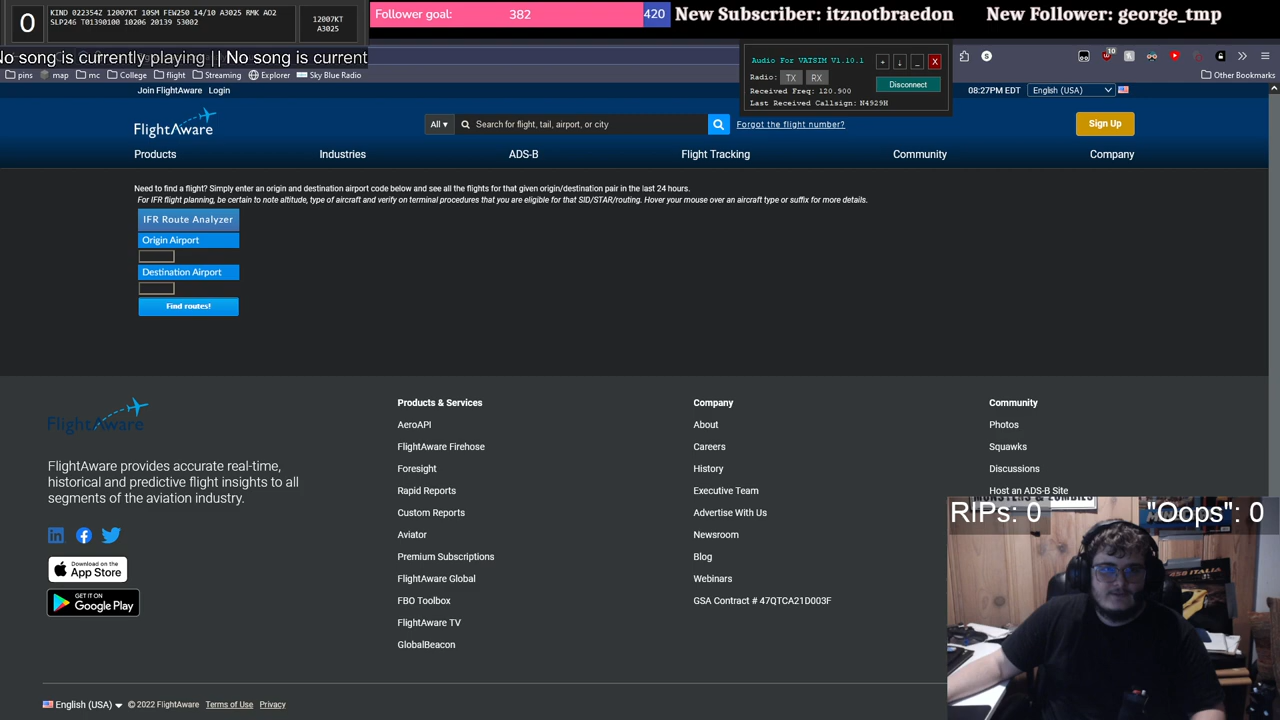 0
KIND 022354Z 12007KT 10SM FEW250 14/10 A3025 RMK AO2
SLP246 T01390100 10206 20139 53002
12007KT
A3025
Follower goal:
382
420
New Subscriber: itznotbraedon
New Follower: george_tmp
No song is currently playing || No song is current
10
pins
map
mc
College
flight
Streaming
Explorer
Sky Blue Radio
Other Bookmarks
Audio For VATSIM V1.10.1
+
↓
_
X
Radio:
TX
RX
Received Freq: 120.900
Last Received Callsign: N4929H
Disconnect
Join FlightAware
Login
08:27PM EDT
English (USA)
FlightAware
All
Search for flight, tail, airport, or city
Forgot the flight number?
Sign Up
Products
Industries
ADS-B
Flight Tracking
Community
Company
Need to find a flight? Simply enter an origin and destination airport code below and see all the flights for that given origin/destination pair in the last 24 hours.
For IFR flight planning, be certain to note altitude, type of aircraft and verify on terminal procedures that you are eligible for that SID/STAR/routing. Hover your mouse over an aircraft type or suffix for more details.
IFR Route Analyzer
Origin Airport
Destination Airport
Find routes!
FlightAware
FlightAware provides accurate real-time,
historical and predictive flight insights to all
segments of the aviation industry.
Download on the
App Store
GET IT ON
Google Play
Products & Services
AeroAPI
FlightAware Firehose
Foresight
Rapid Reports
Custom Reports
Aviator
Premium Subscriptions
FlightAware Global
FBO Toolbox
FlightAware TV
GlobalBeacon
Company
About
Careers
History
Executive Team
Advertise With Us
Newsroom
Blog
Webinars
GSA Contract # 47QTCA21D003F
Community
Photos
Squawks
Discussions
Host an ADS-B Site
RIPs: 0
"Oops": 0
English (USA)
© 2022 FlightAware
Terms of Use
Privacy